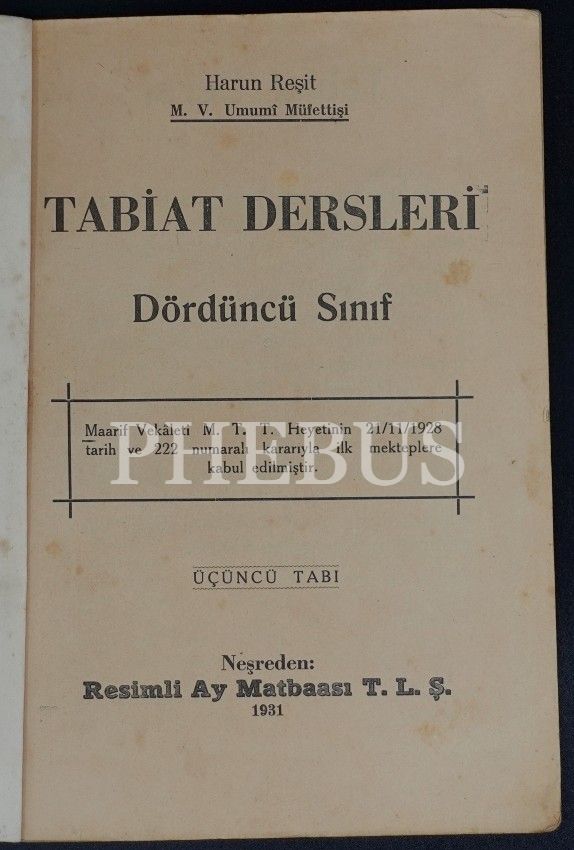 Harun Reşit
M. V. Umumî Müfettişi
TABİAT DERSLERİ
Dördüncü Sınıf
Maarif Vekâleti M. T. T. Heyetinin 21/11/1928
tarih ve 222 numaralı kararıyla ilk mekteplere
kabul edilmiştir.
PHEBUS
ÜÇÜNCÜ TABI
Neşreden:
Resimli Ay Matbaası T. L. Ş.
1931